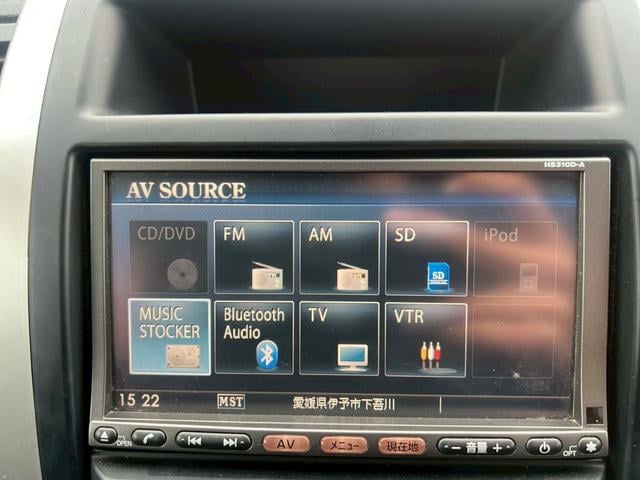 HS310D-A
AV SOURCE
CD/DVD FM AM SD iPod
SD
MUSIC STOCKER Bluetooth Audio TV VTR
15 22 MST 愛媛県伊予市下吾川
OPEN AV メニュー 現在地 − 音量 + OPT